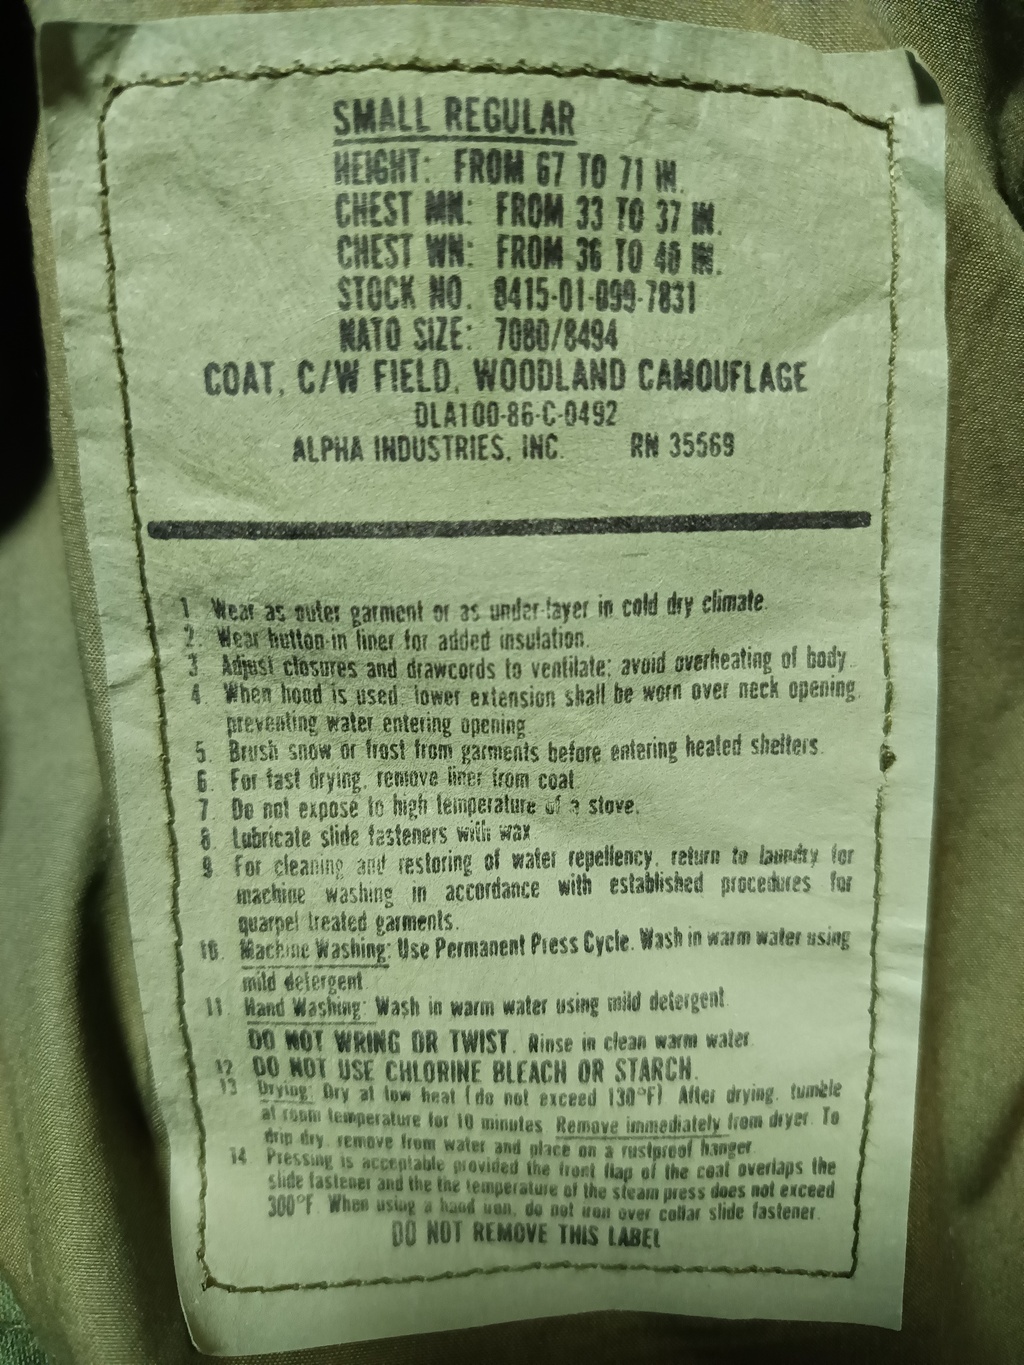 SMALL REGULAR
HEIGHT: FROM 67 TO 71 IN.
CHEST MN: FROM 33 TO 37 IN.
CHEST WN: FROM 36 TO 40 IN.
STOCK NO. 8415-01-099-7831
NATO SIZE: 7080/8494
COAT, C/W FIELD, WOODLAND CAMOUFLAGE
DLA100-86-C-0492
ALPHA INDUSTRIES, INC. RN 35569
1. Wear as outer garment or as under-layer in cold dry climate.
2. Wear button-in liner for added insulation.
3. Adjust closures and drawcords to ventilate; avoid overheating of body.
4. When hood is used, lower extension shall be worn over neck opening
preventing water entering opening.
5. Brush snow or frost from garments before entering heated shelters.
6. For fast drying, remove liner from coat.
7. Do not expose to high temperature of a stove.
8. Lubricate slide fasteners with wax.
9. For cleaning and restoring of water repellency, return to laundry for
machine washing in accordance with established procedures for
quarpel treated garments.
10. Machine Washing: Use Permanent Press Cycle. Wash in warm water using
mild detergent.
11. Hand Washing: Wash in warm water using mild detergent.
DO NOT WRING OR TWIST. Rinse in clean warm water.
12. DO NOT USE CHLORINE BLEACH OR STARCH.
13. Drying: Dry at low heat (do not exceed 130°F) After drying, tumble
at room temperature for 10 minutes. Remove immediately from dryer. To
drip dry, remove from water and place on a rustproof hanger.
14. Pressing is acceptable provided the front flap of the coat overlaps the
slide fastener and the the temperature of the steam press does not exceed
300°F. When using a hand iron, do not iron over collar slide fastener.
DO NOT REMOVE THIS LABEL